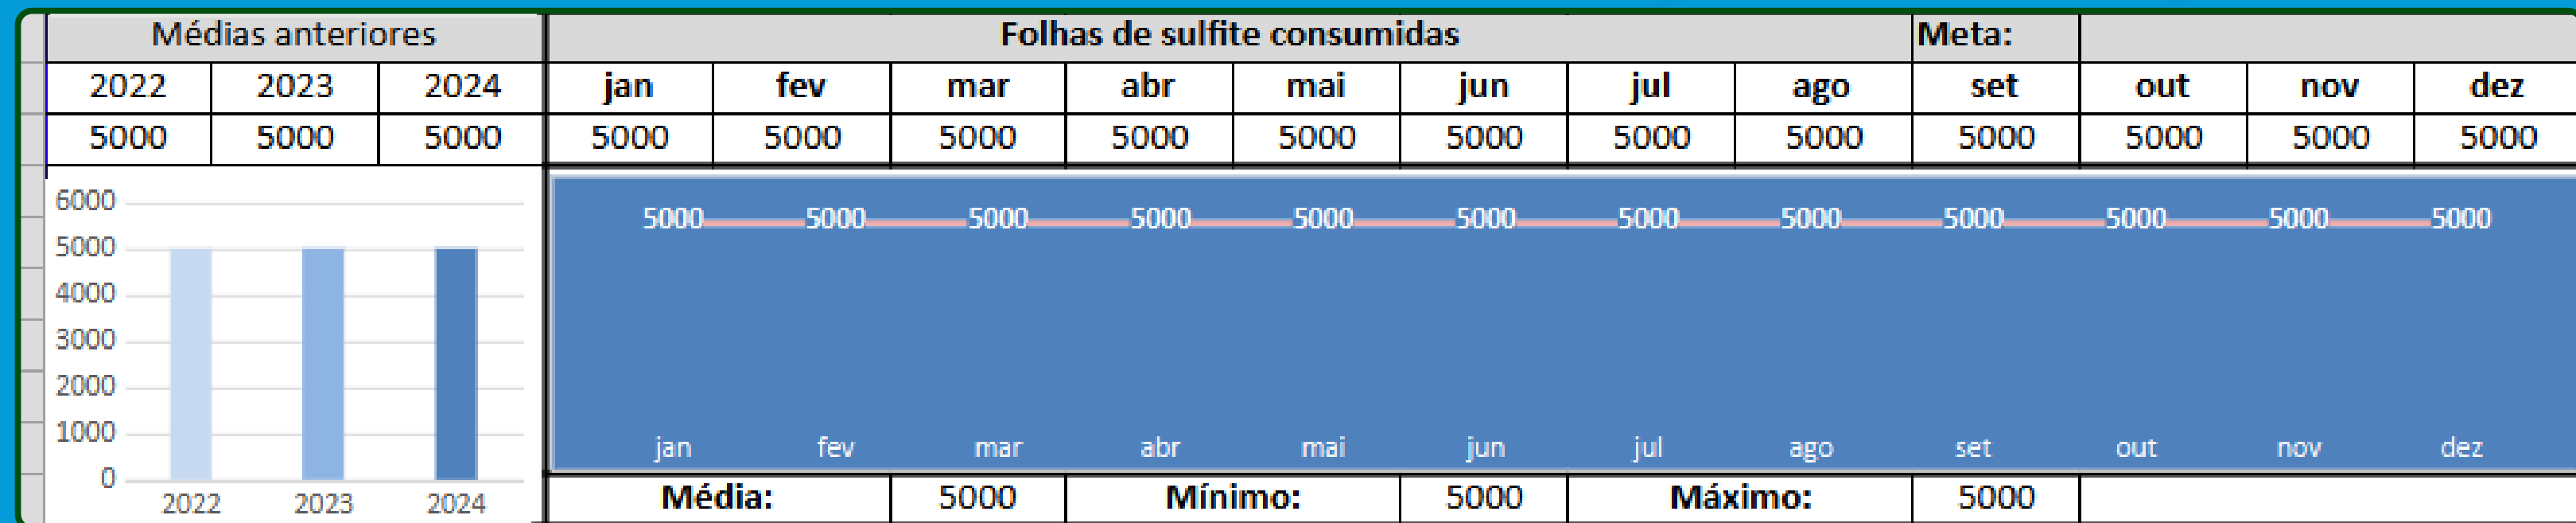 Médias anteriores Folhas de sulfite consumidas Meta:
2022 2023 2024 jan fev mar abr mai jun jul ago set out nov dez
5000 5000 5000 5000 5000 5000 5000 5000 5000 5000 5000 5000 5000 5000 5000
6000
5000
4000
3000
2000
1000
0
2022 2023 2024
5000 5000 5000 5000 5000 5000 5000 5000 5000 5000 5000 5000
jan fev mar abr mai jun jul ago set out nov dez
Média: 5000 Mínimo: 5000 Máximo: 5000